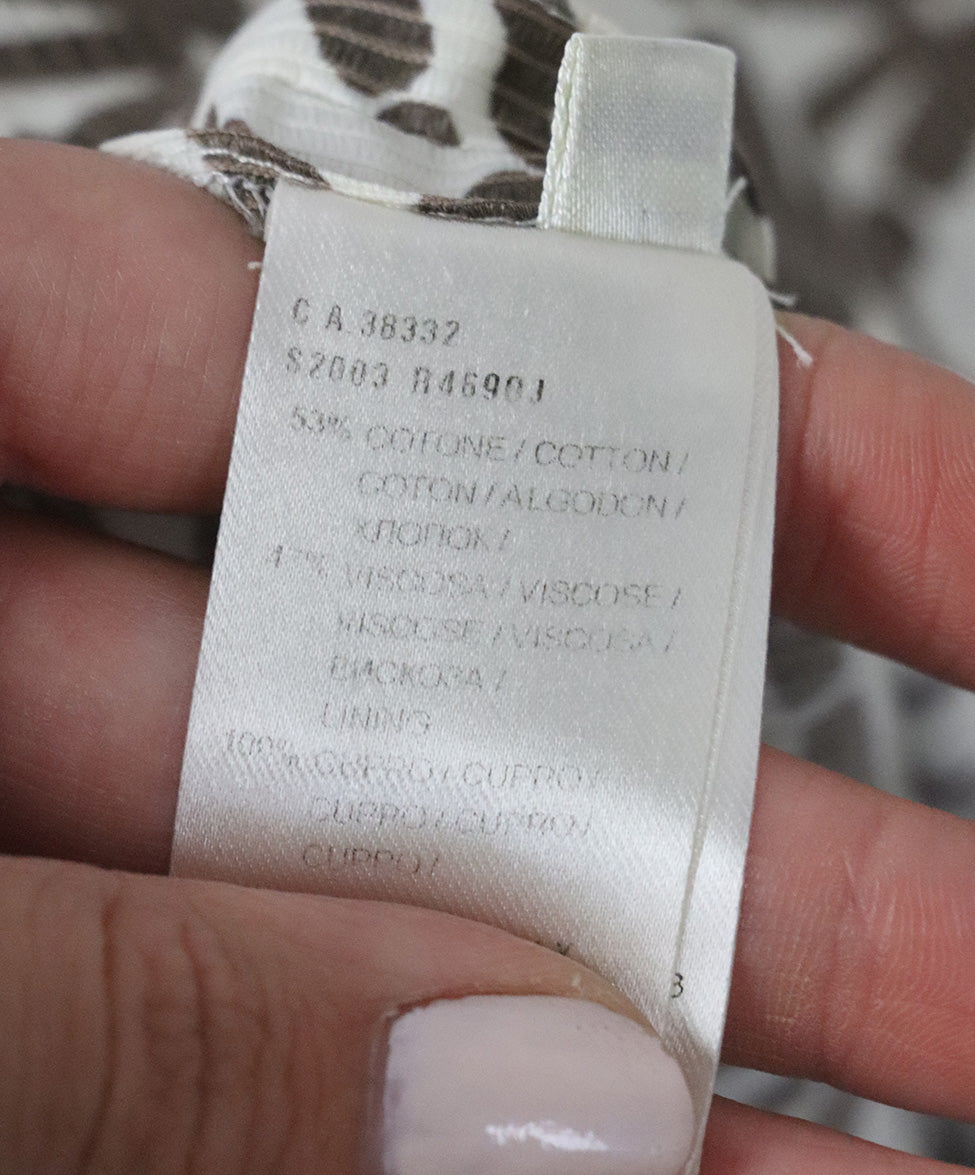 C A 38332
S2003 R4690J
53% COTONE / COTTON /
COTON / ALGODON /
ХЛОПОК /
47% VISCOSA / VISCOSE /
VISCOSE / VISCOSA /
ВИСКОЗА /
LINING
100% CUPRO / CUPRO /
CUPRO / CUPRO /
CUPRO /